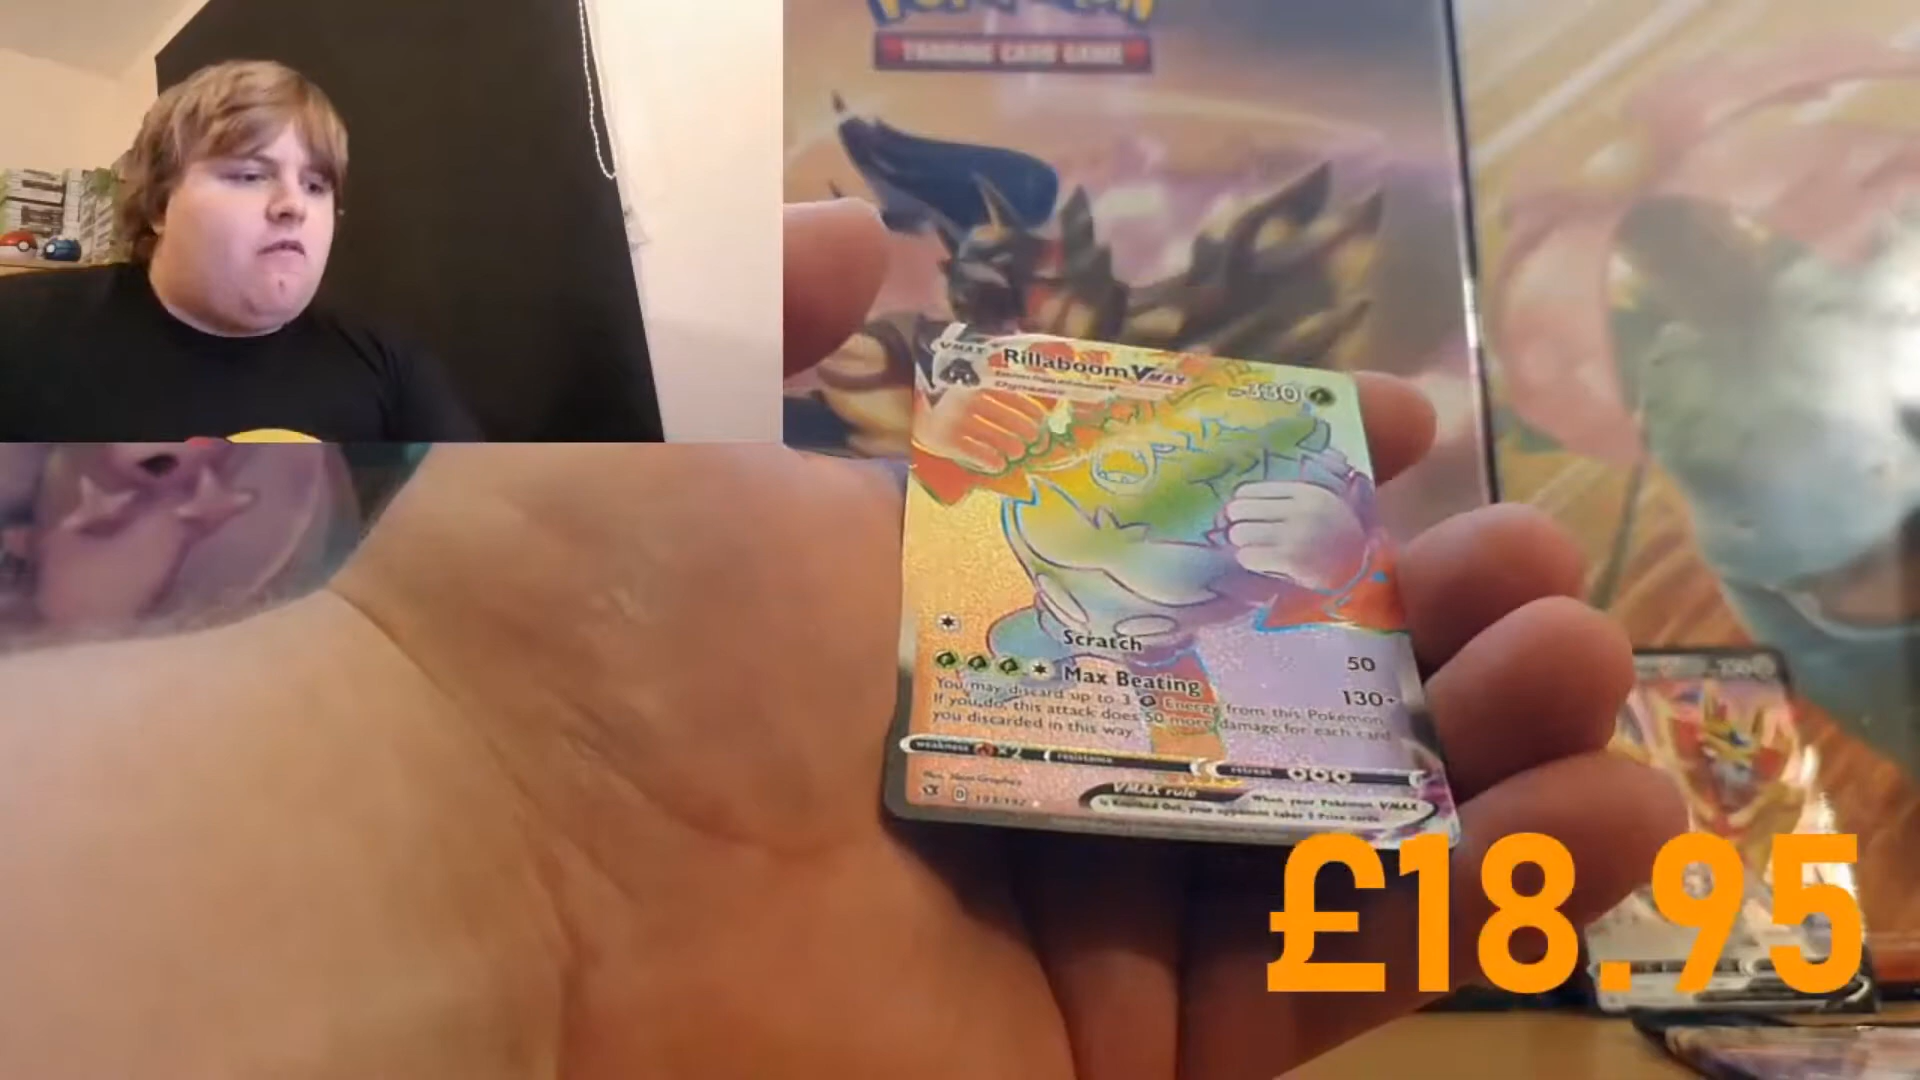 POKÉMON
TRADING CARD GAME
VMAX
Rillaboom VMAX
330
Scratch 50
Max Beating 130+
You may discard up to 3 Energy from this Pokémon.
If you do, this attack does 50 more damage for each card
you discarded in this way.
weakness ×2 resistance retreat
VMAX rule
When your Pokémon VMAX
is Knocked Out, your opponent takes 3 Prize cards.
D 193/192
£18.95